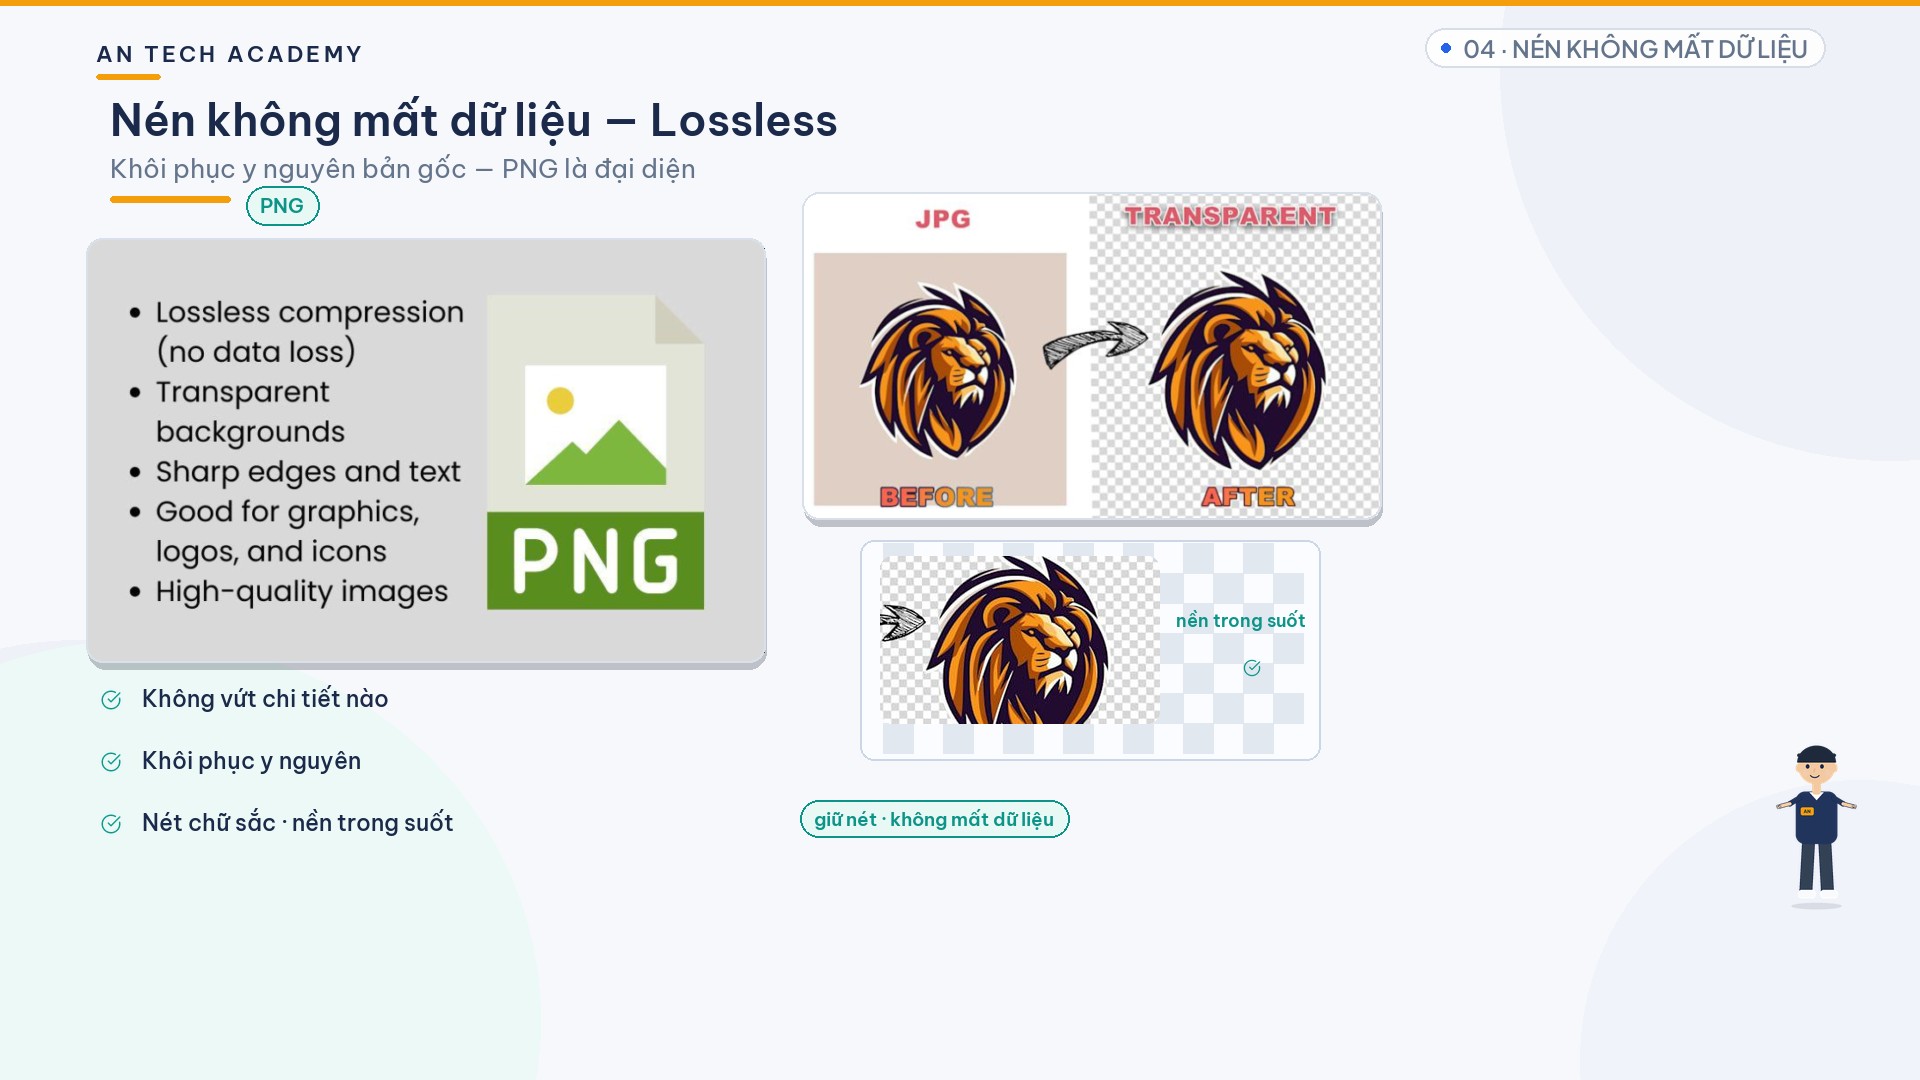 AN TECH ACADEMY
04 · NÉN KHÔNG MẤT DỮ LIỆU
Nén không mất dữ liệu — Lossless
Khôi phục y nguyên bản gốc — PNG là đại diện
PNG
• Lossless compression
(no data loss)
• Transparent
backgrounds
• Sharp edges and text
• Good for graphics,
logos, and icons
• High-quality images
PNG
JPG
TRANSPARENT
BEFORE
AFTER
nền trong suốt
Không vứt chi tiết nào
Khôi phục y nguyên
Nét chữ sắc · nền trong suốt
giữ nét · không mất dữ liệu
AN